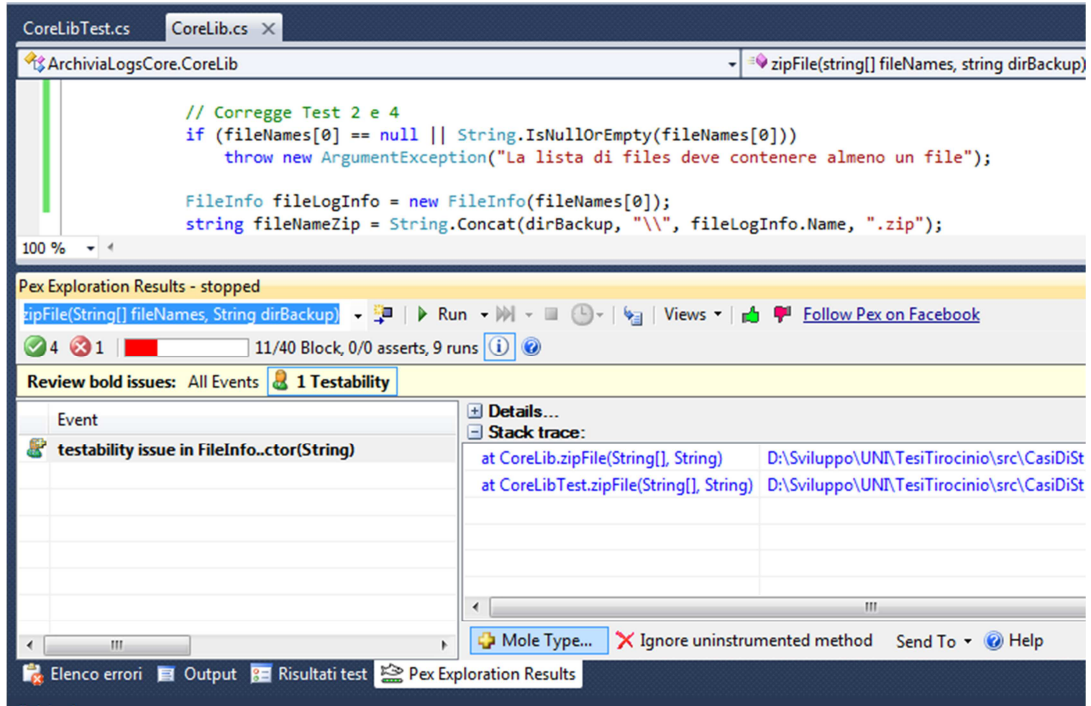 CoreLibTest.cs CoreLib.cs
ArchiviaLogsCore.CoreLib zipFile(string[] fileNames, string dirBackup)
// Corregge Test 2 e 4
if (fileNames[0] == null || String.IsNullOrEmpty(fileNames[0]))
throw new ArgumentException("La lista di files deve contenere almeno un file");
FileInfo fileLogInfo = new FileInfo(fileNames[0]);
string fileNameZip = String.Concat(dirBackup, "\\", fileLogInfo.Name, ".zip");
100 %
Pex Exploration Results - stopped
zipFile(String[] fileNames, String dirBackup) Run Views Follow Pex on Facebook
4 1 11/40 Block, 0/0 asserts, 9 runs
Review bold issues: All Events 1 Testability
Event
testability issue in FileInfo..ctor(String)
Details...
Stack trace:
at CoreLib.zipFile(String[], String) D:\Sviluppo\UNI\TesiTirocinio\src\CasiDiSt
at CoreLibTest.zipFile(String[], String) D:\Sviluppo\UNI\TesiTirocinio\src\CasiDiSt
Mole Type... Ignore uninstrumented method Send To Help
Elenco errori Output Risultati test Pex Exploration Results